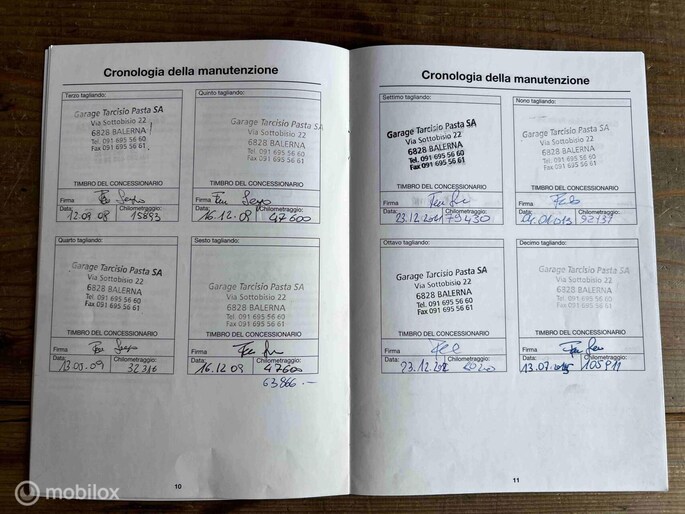 Cronologia della manutenzione
Terzo tagliando:
Garage Tarcisio Pasta SA
Via Sottobisio 22
6828 BALERNA
Tel. 091 695 56 60
Fax 091 695 56 61
TIMBRO DEL CONCESSIONARIO
Firma
Data: Chilometraggio:
12.09.08 15893
Quinto tagliando:
Garage Tarcisio Pasta SA
Via Sottobisio 22
6828 BALERNA
Tel. 091 695 56 60
Fax 091 695 56 61
TIMBRO DEL CONCESSIONARIO
Firma
Data: Chilometraggio:
16.12.09 47600
Quarto tagliando:
Garage Tarcisio Pasta SA
Via Sottobisio 22
6828 BALERNA
Tel. 091 695 56 60
Fax 091 695 56 61
TIMBRO DEL CONCESSIONARIO
Firma
Data: Chilometraggio:
Sesto tagliando:
Garage Tarcisio Pasta SA
Via Sottobisio 22
6828 BALERNA
Tel. 091 695 56 60
Fax 091 695 56 61
TIMBRO DEL CONCESSIONARIO
Firma
Data: Chilometraggio:
16.12.09 47600
63866.-
10
Cronologia della manutenzione
Settimo tagliando:
Garage Tarcisio Pasta SA
Via Sottobisio 22
6828 BALERNA
Tel. 091 695 56 60
Fax 091 695 56 61
TIMBRO DEL CONCESSIONARIO
Firma
Data: Chilometraggio:
79430
Nono tagliando:
Garage Tarcisio Pasta SA
Via Sottobisio 22
6828 BALERNA
Tel. 091 695 56 60
Fax 091 695 56 61
TIMBRO DEL CONCESSIONARIO
Firma
Data: Chilometraggio:
Ottavo tagliando:
Garage Tarcisio Pasta SA
Via Sottobisio 22
6828 BALERNA
Tel. 091 695 56 60
Fax 091 695 56 61
TIMBRO DEL CONCESSIONARIO
Firma
Data: Chilometraggio:
Decimo tagliando:
Garage Tarcisio Pasta SA
Via Sottobisio 22
6828 BALERNA
Tel. 091 695 56 60
Fax 091 695 56 61
TIMBRO DEL CONCESSIONARIO
Firma
Data: Chilometraggio:
105911
11
mobilox